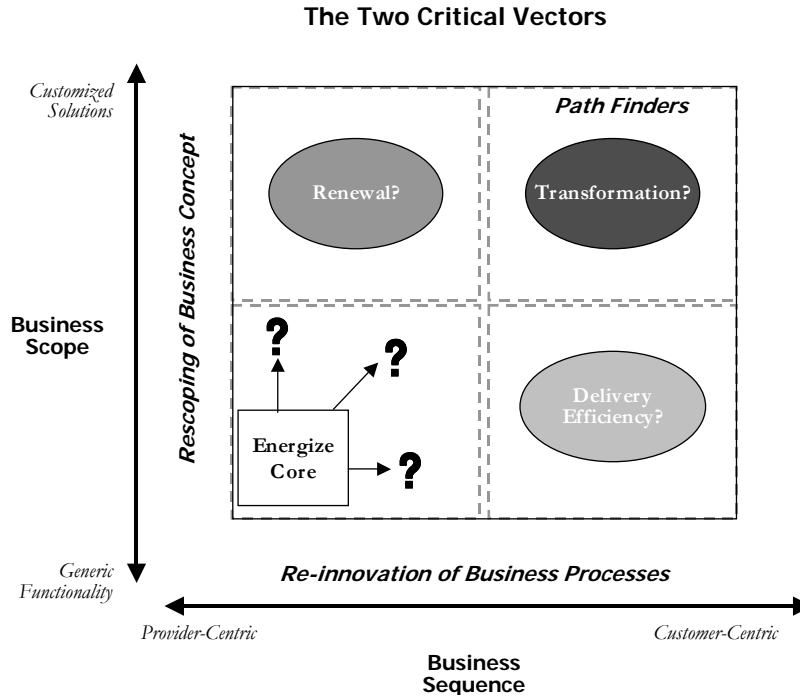 The Two Critical Vectors
Customized
Solutions
Path Finders
Renewal?
Transformation?
Rescoping of Business Concept
Business
Scope
?
?
Delivery
Efficiency?
Energize
Core
?
Generic
Functionality
Re-innovation of Business Processes
Provider-Centric
Customer-Centric
Business
Sequence